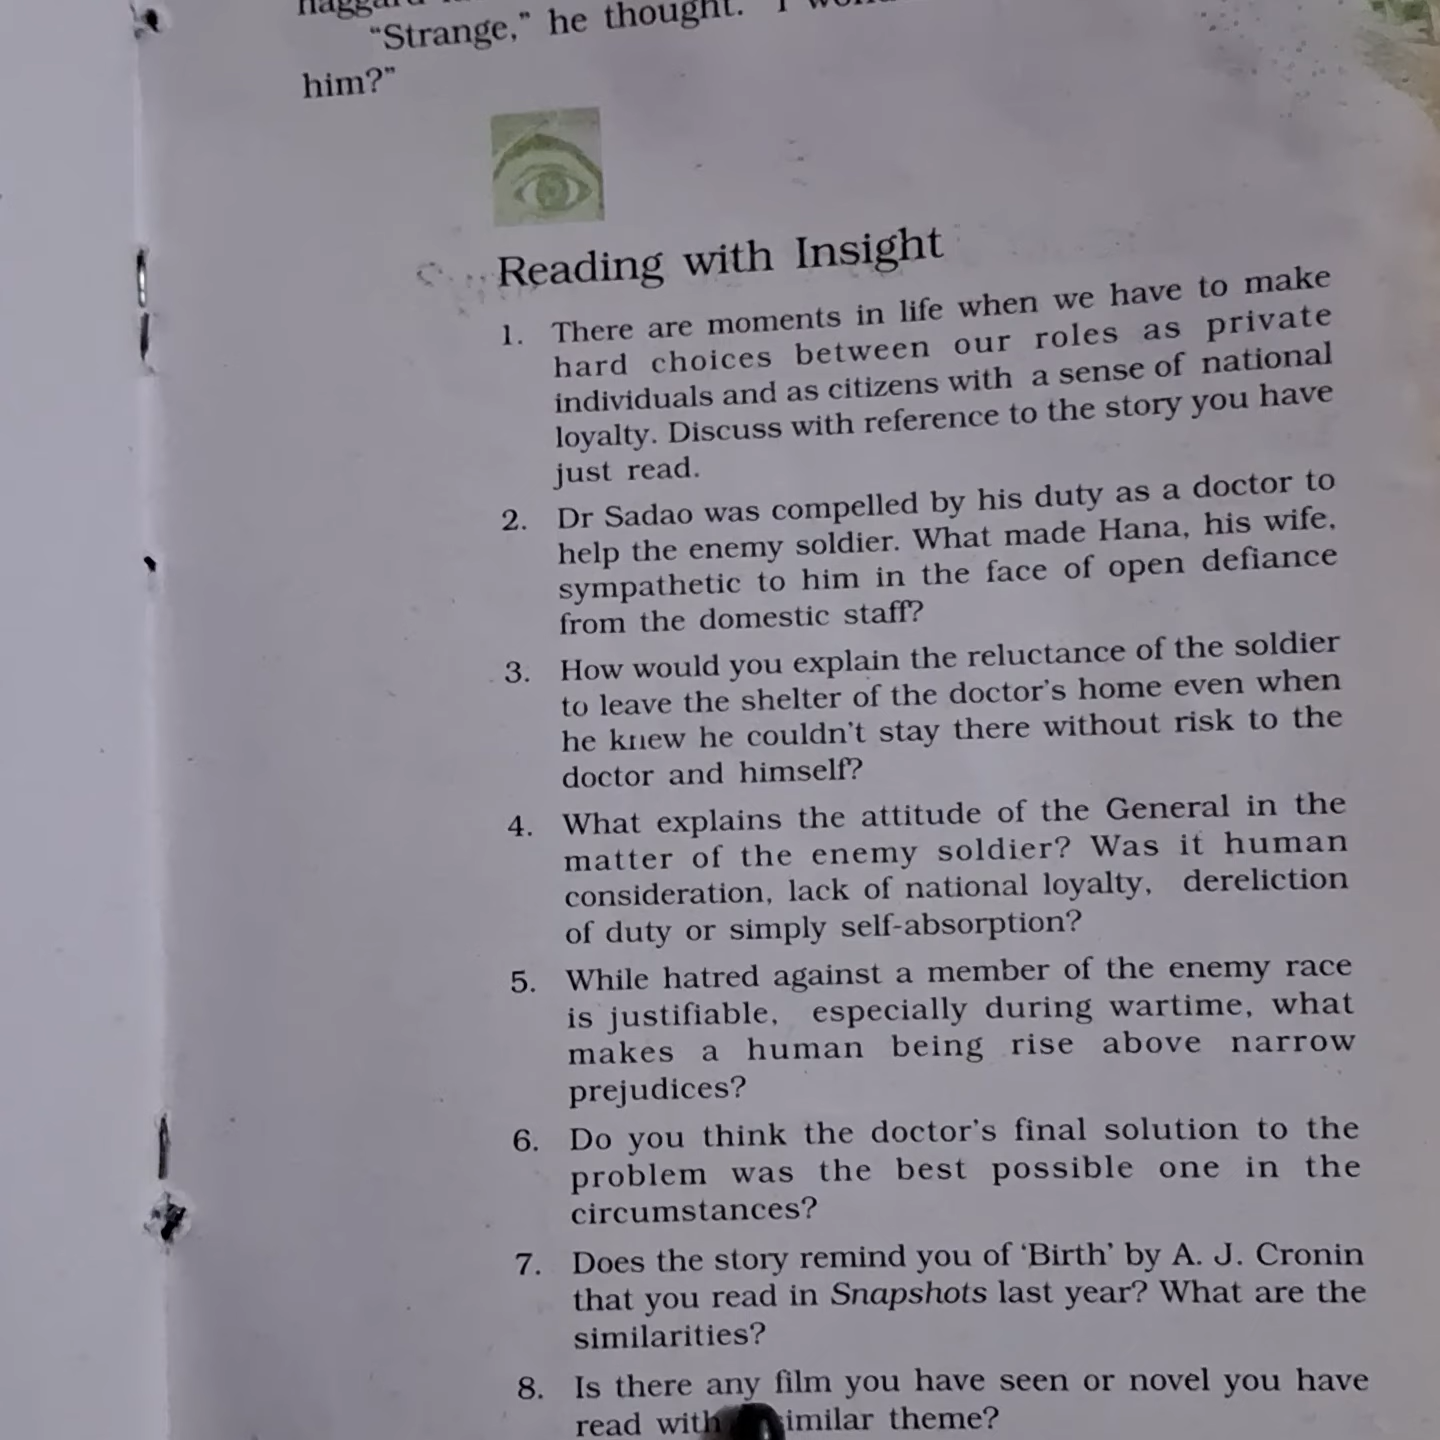 "Strange," he thought.
him?"
Reading with Insight
1. There are moments in life when we have to make
hard choices between our roles as private
individuals and as citizens with a sense of national
loyalty. Discuss with reference to the story you have
just read.
2. Dr Sadao was compelled by his duty as a doctor to
help the enemy soldier. What made Hana, his wife,
sympathetic to him in the face of open defiance
from the domestic staff?
3. How would you explain the reluctance of the soldier
to leave the shelter of the doctor's home even when
he knew he couldn't stay there without risk to the
doctor and himself?
4. What explains the attitude of the General in the
matter of the enemy soldier? Was it human
consideration, lack of national loyalty, dereliction
of duty or simply self-absorption?
5. While hatred against a member of the enemy race
is justifiable, especially during wartime, what
makes a human being rise above narrow
prejudices?
6. Do you think the doctor's final solution to the
problem was the best possible one in the
circumstances?
7. Does the story remind you of 'Birth' by A. J. Cronin
that you read in Snapshots last year? What are the
similarities?
8. Is there any film you have seen or novel you have
read with similar theme?